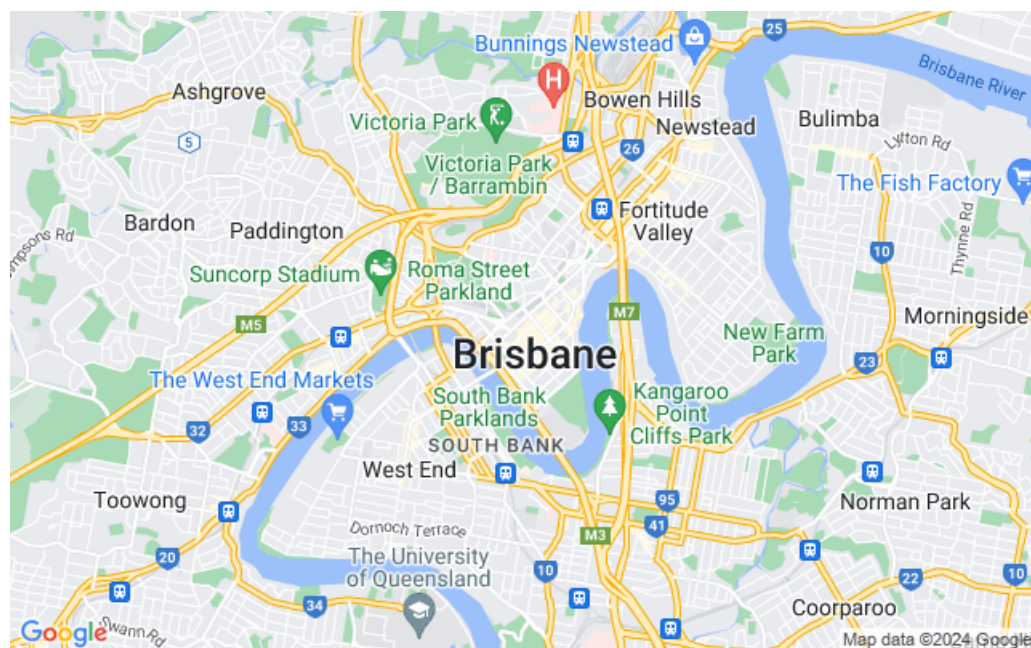 25
Bunnings Newstead
Brisbane River
H
Ashgrove
Bowen Hills
Victoria Park
Newstead
Bulimba
5
26
Lytton Rd
Victoria Park
/ Barrambin
The Fish Factory
Bardon
Paddington
Fortitude
Valley
Thynne Rd
10
Suncorp Stadium
Roma Street
Parkland
M5
M7
Morningside
New Farm
Park
Brisbane
23
The West End Markets
South Bank
Parklands
Kangaroo
Point
Cliffs Park
32
33
SOUTH BANK
West End
Toowong
95
Norman Park
Dornoch Terrace
41
M3
20
The University
of Queensland
10
22
10
34
Coorparoo
Google
Swann Rd
Map data ©2024 Google